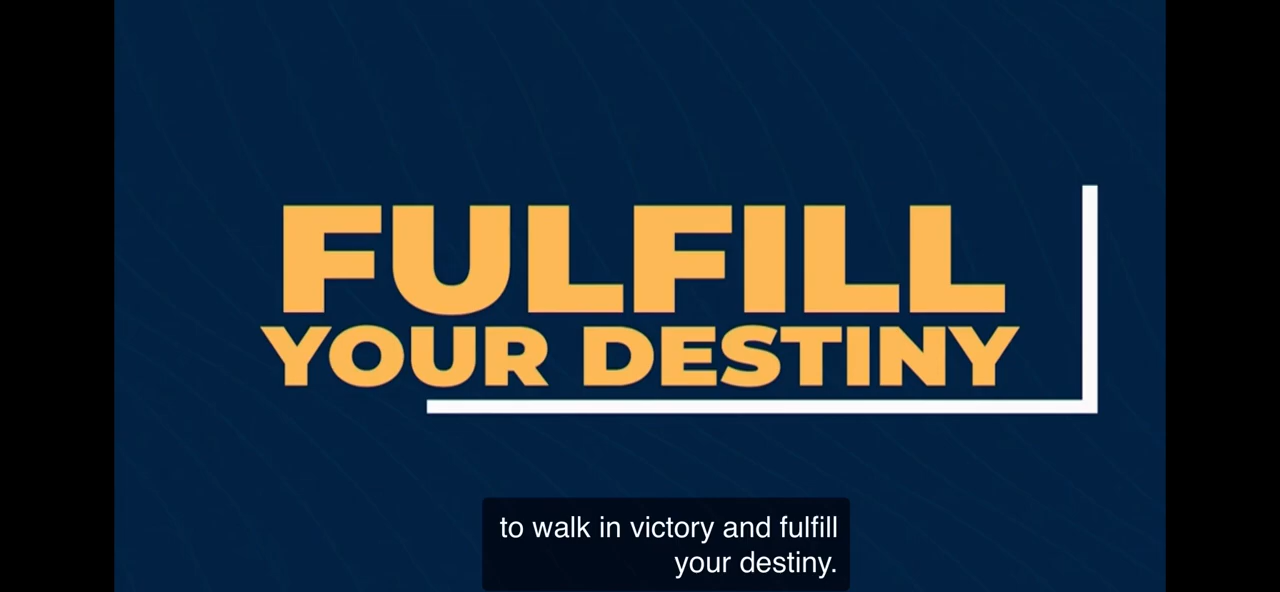 FULFILL
YOUR DESTINY
to walk in victory and fulfill
your destiny.